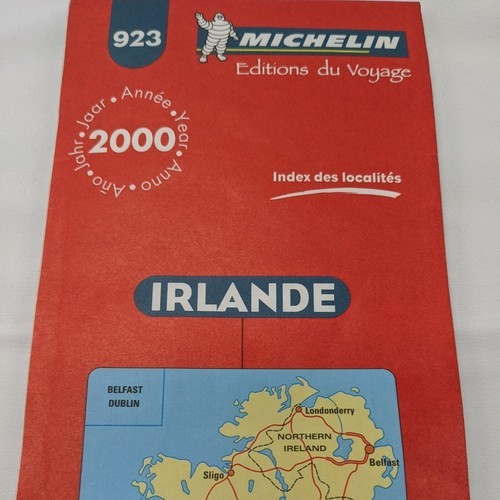 923
MICHELIN
Editions du Voyage
Año • Jahr • Jaar • Année • Year • Anno •
2000
Index des localités
IRLANDE
BELFAST
DUBLIN
Londonderry
NORTHERN
IRELAND
Belfast
Sligo